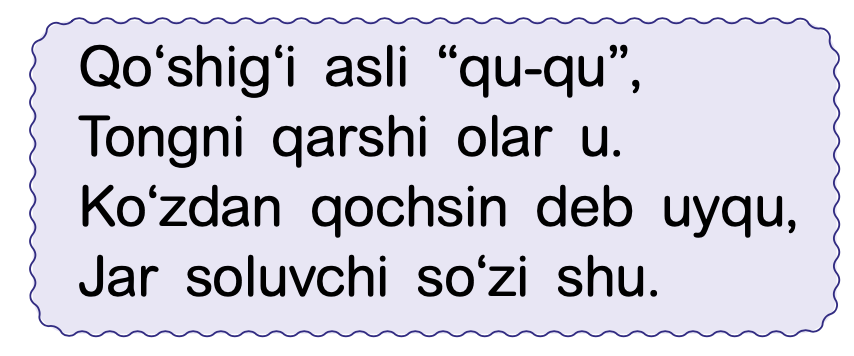 Qo‘shig‘i asli “qu-qu”,
Tongni qarshi olar u.
Ko‘zdan qochsin deb uyqu,
Jar soluvchi so‘zi shu.